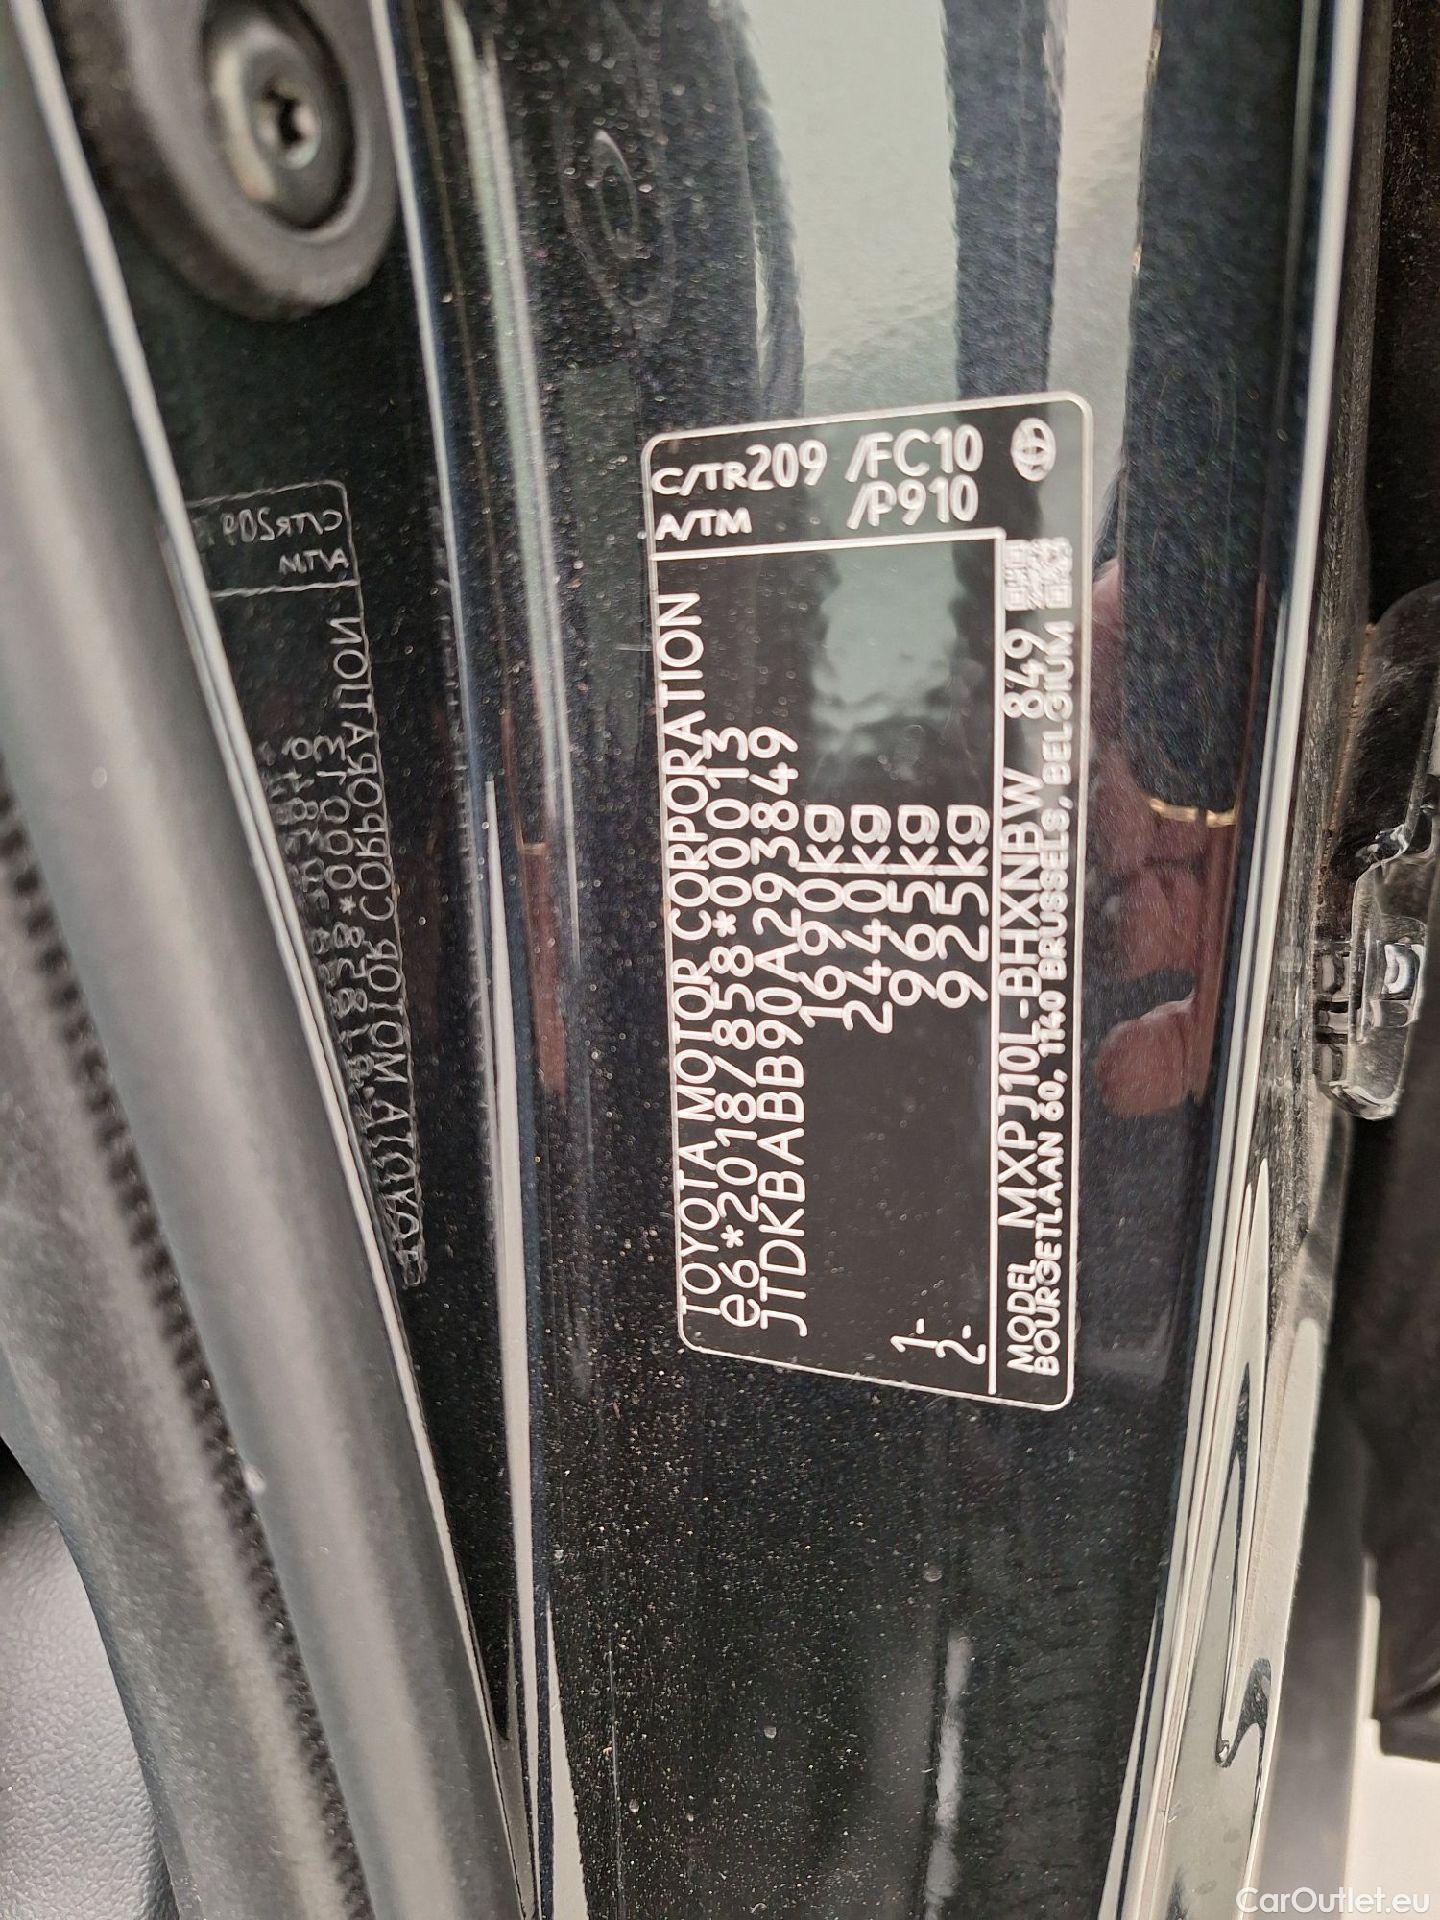 TOYOTA MOTOR CORPORATION
e6*2018/858*00013
JTDKBABB90A293849
1690kg
2440kg
1- 965kg
2- 925kg
C/TR209 /FC10
A/TM /P910
MODEL MXPJ10L-BHXNBW 849
BOURGETLAAN 60, 1140 BRUSSELS, BELGIUM
CarOutlet.eu